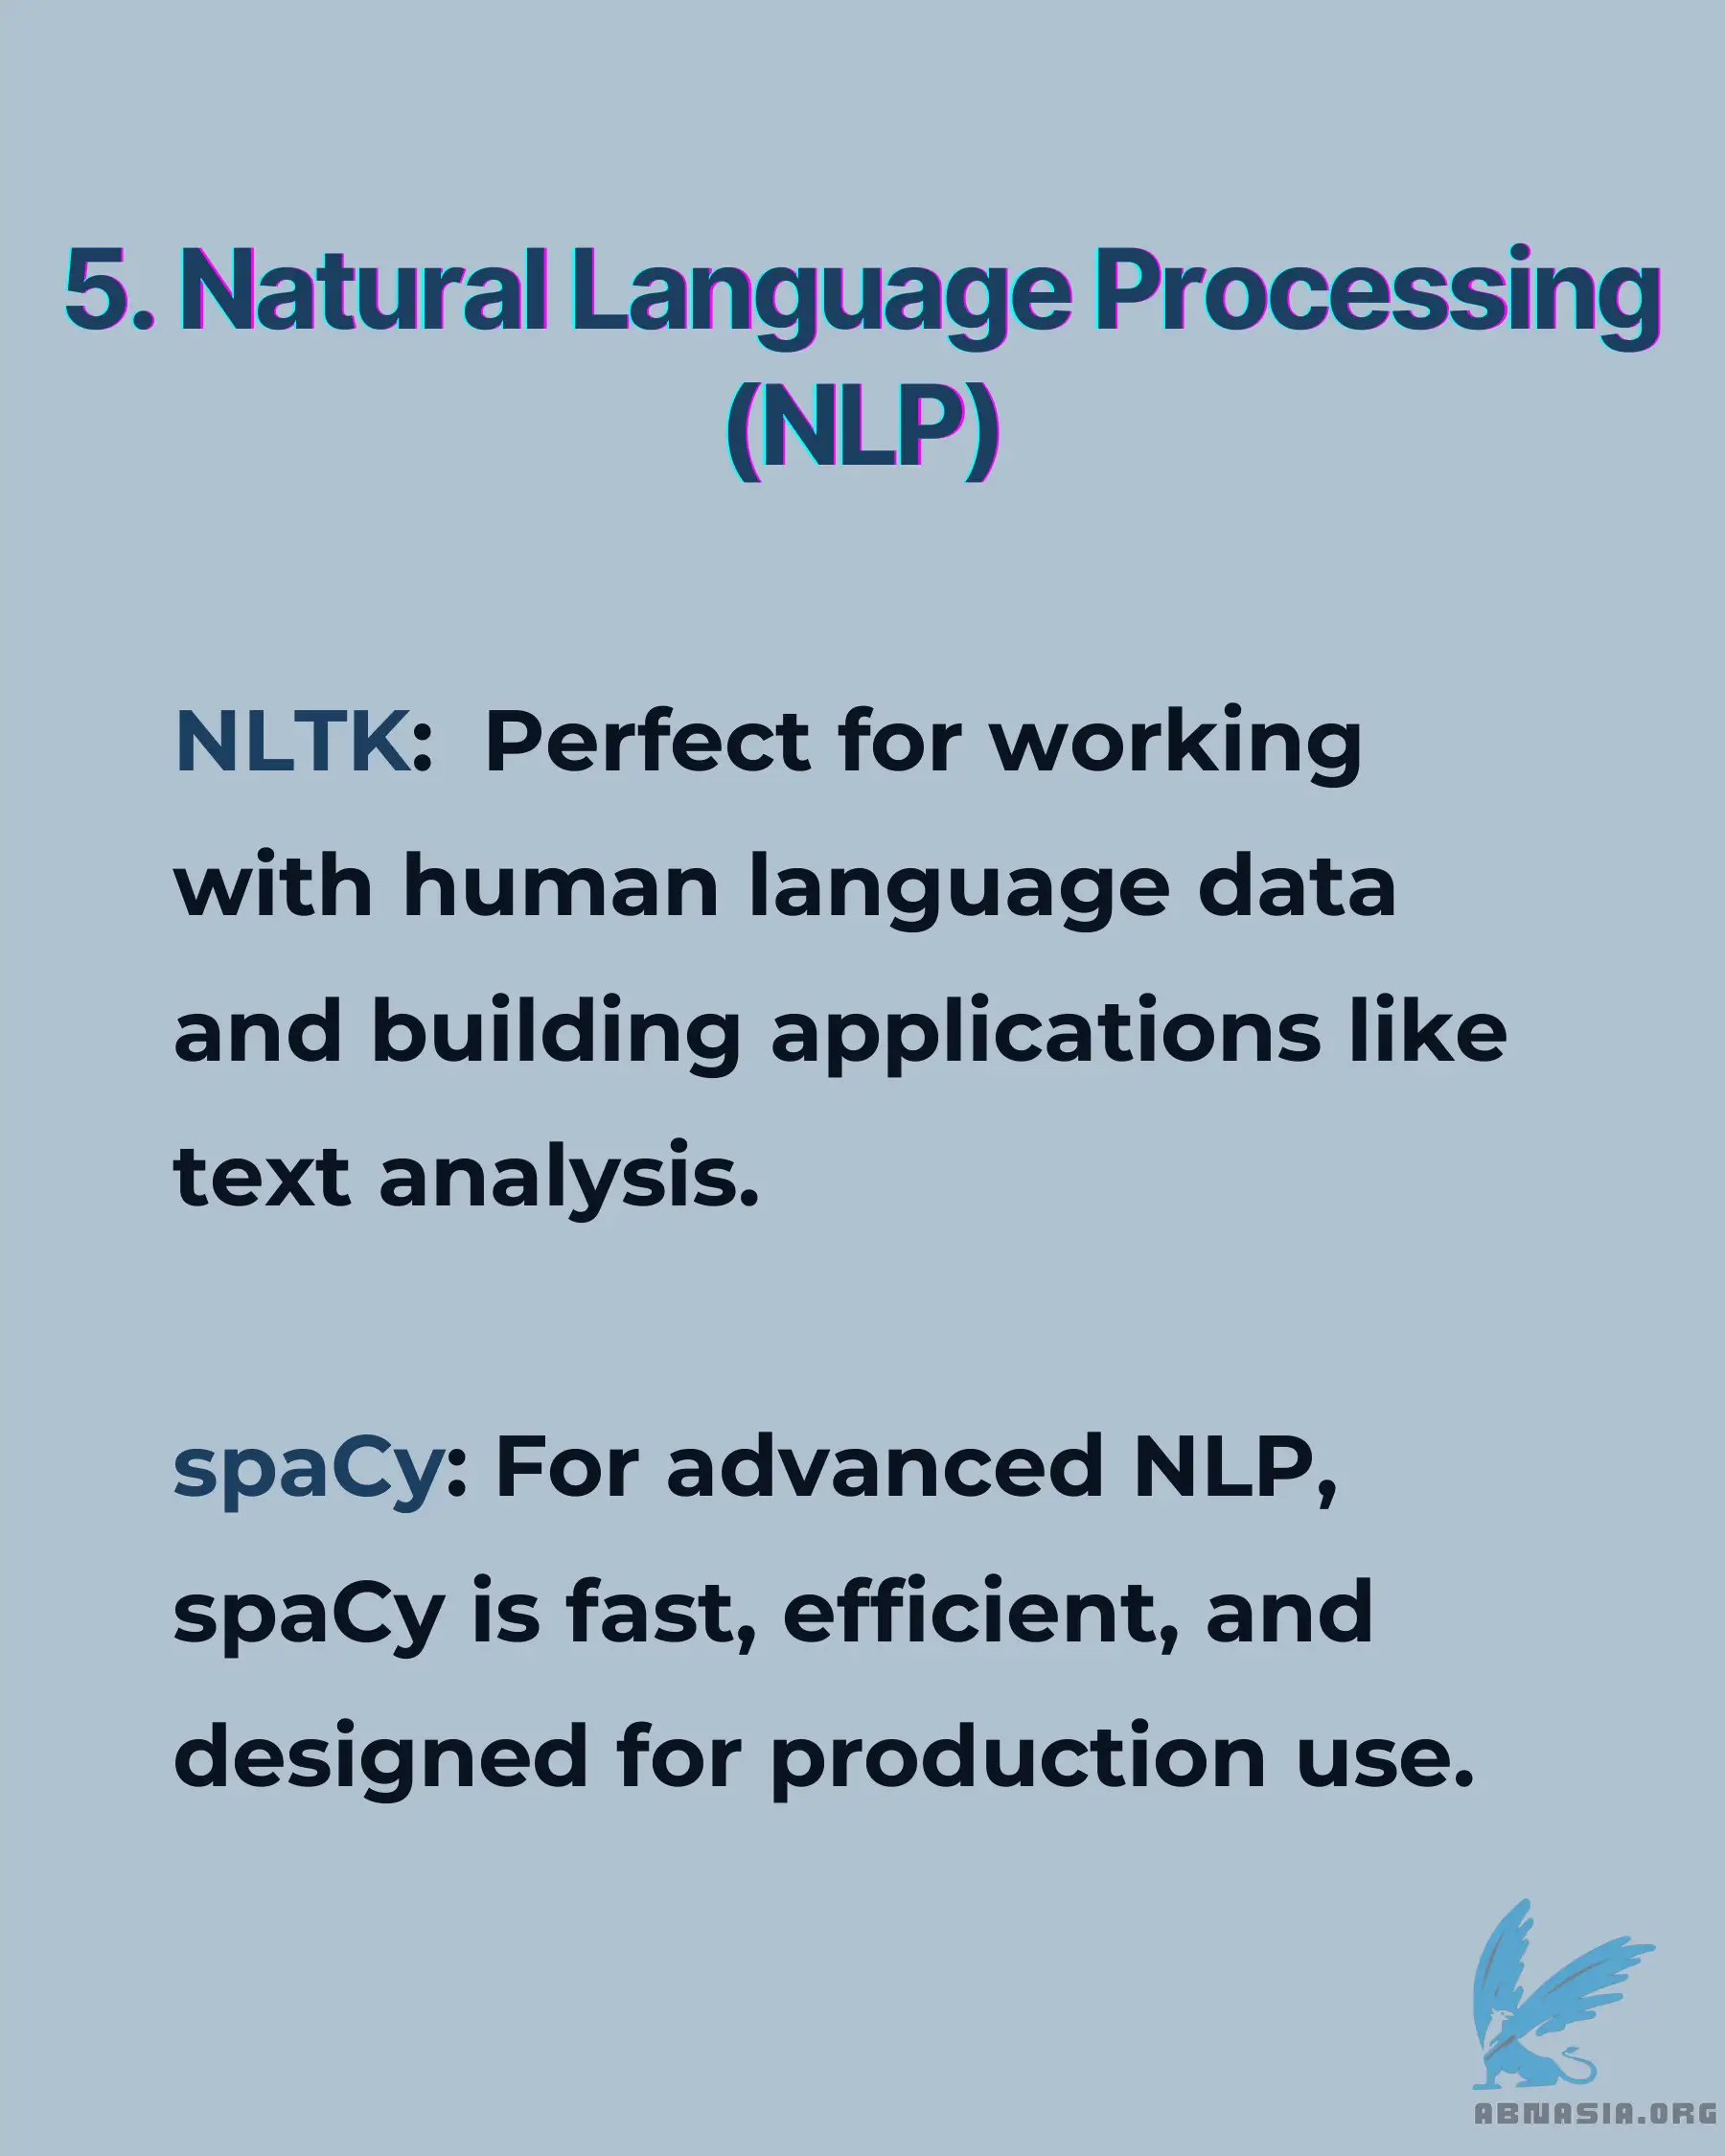 5. Natural Language Processing
(NLP)
NLTK: Perfect for working
with human language data
and building applications like
text analysis.
spaCy: For advanced NLP,
spaCy is fast, efficient, and
designed for production use.
ABNASIA.ORG